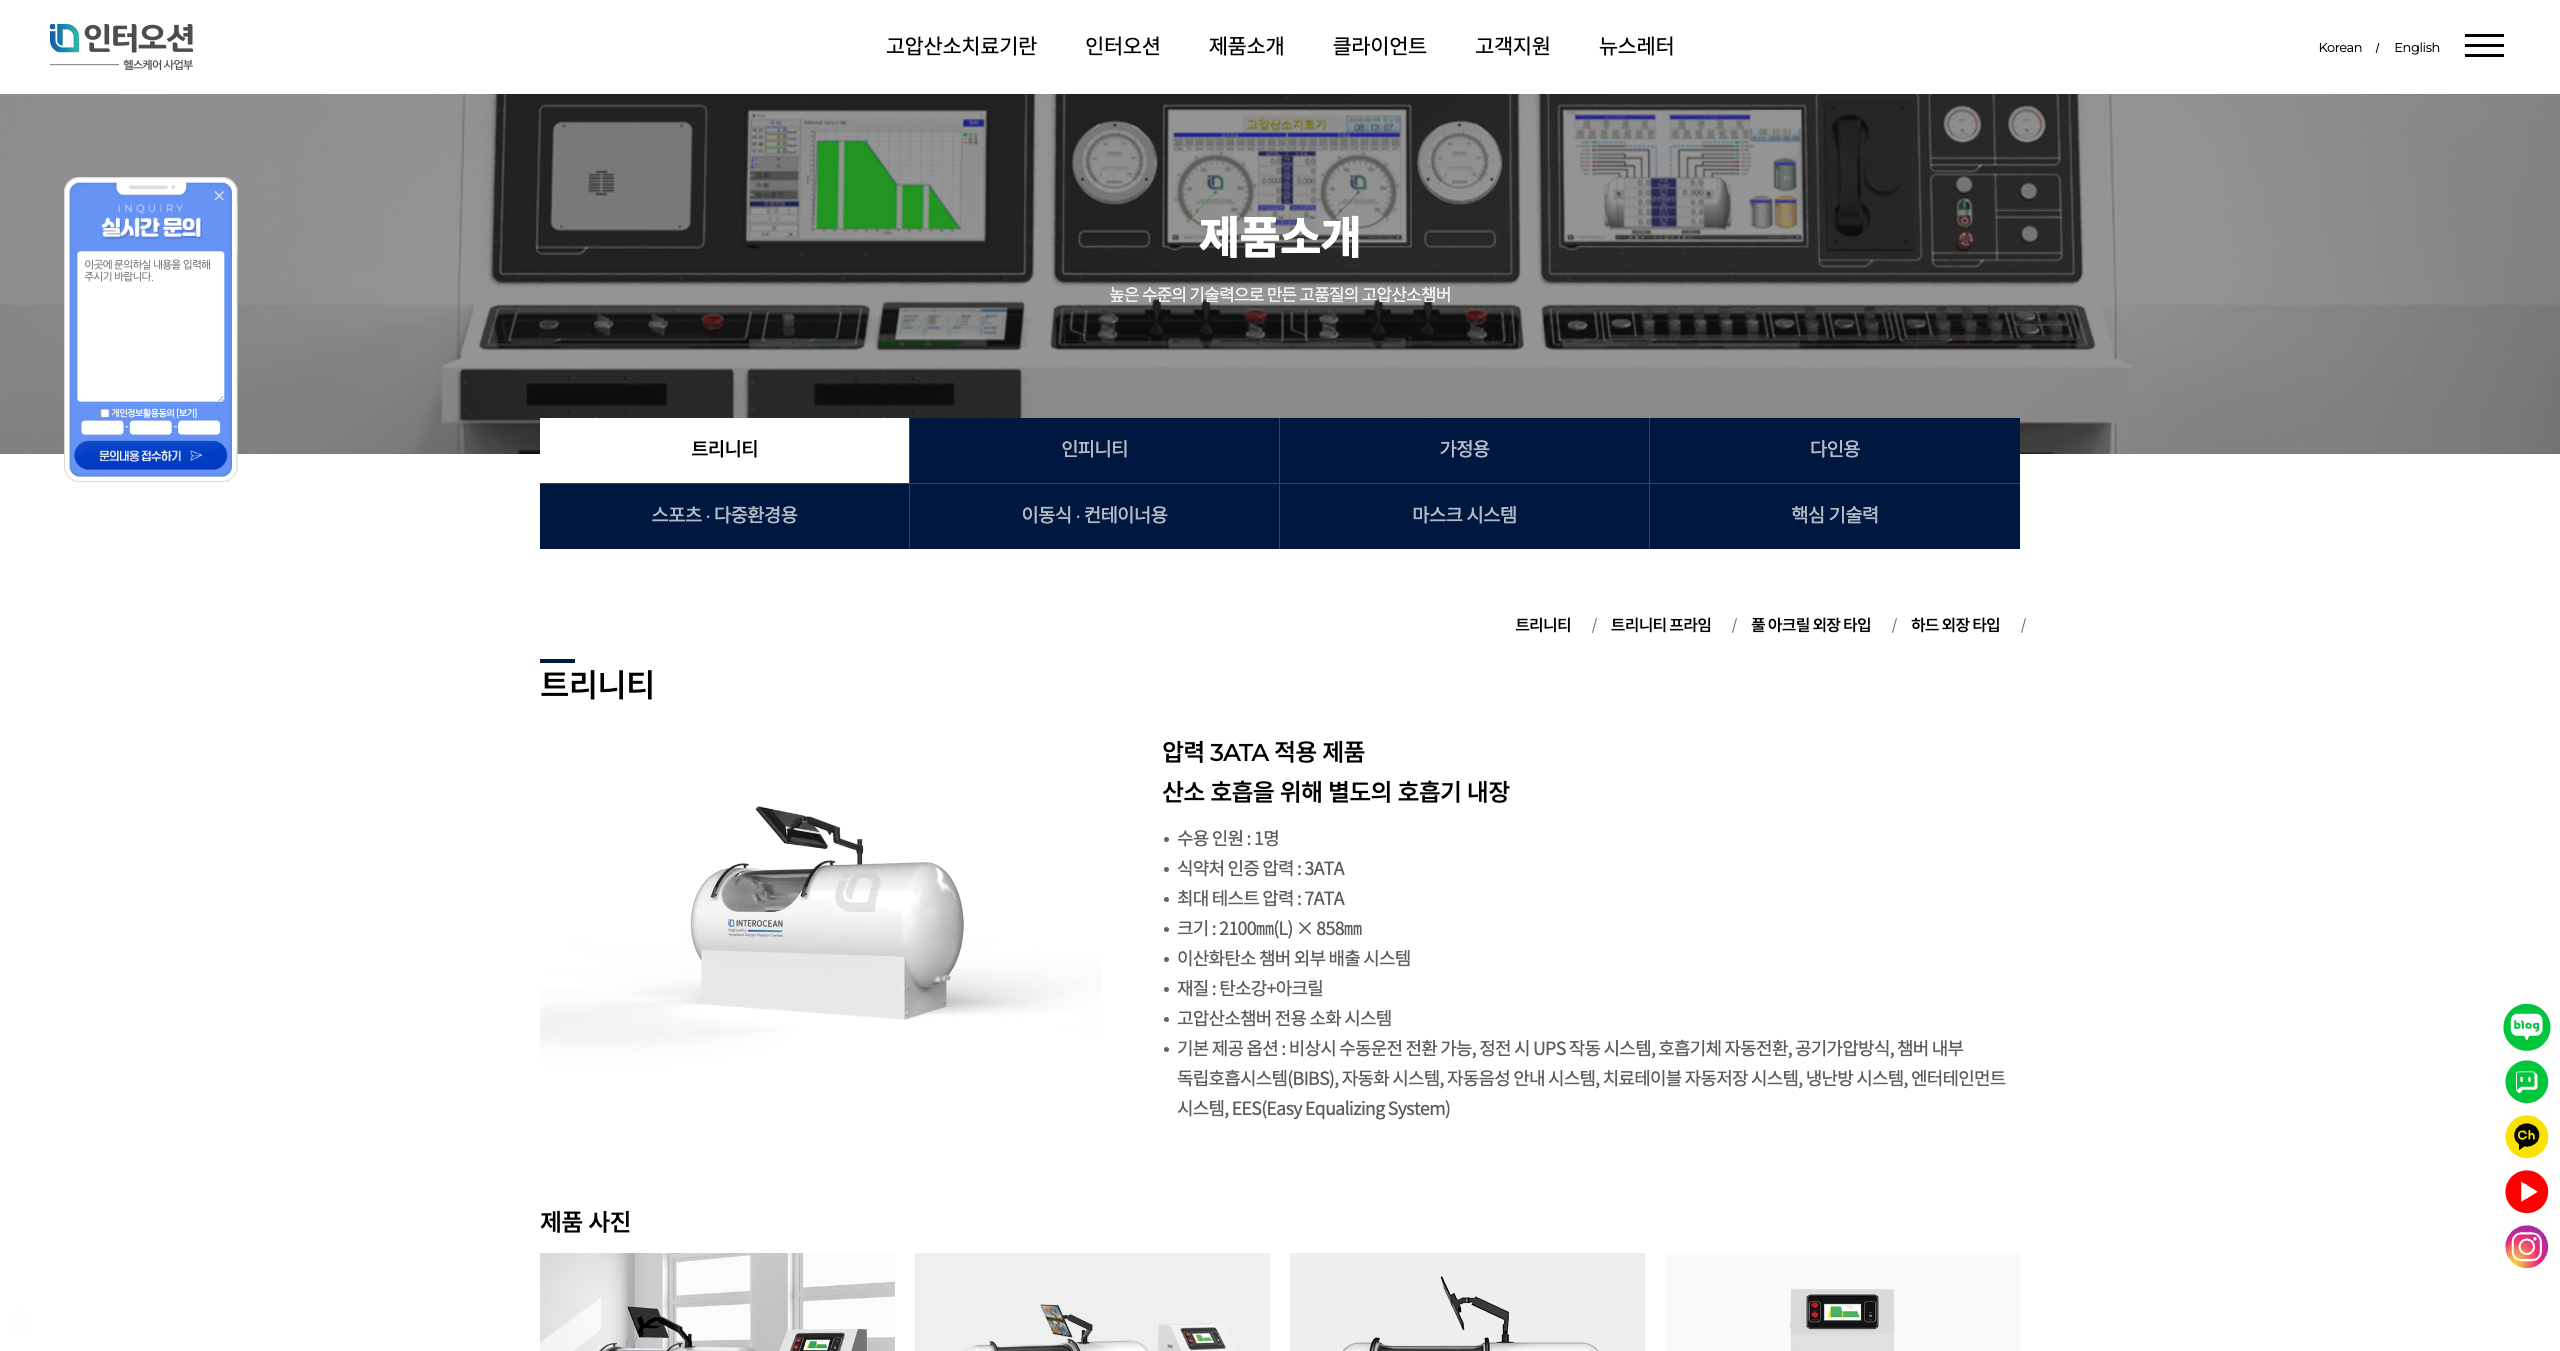 인터오션
헬스케어 사업부
고압산소치료기란
인터오션
제품소개
클라이언트
고객지원
뉴스레터
Korean / English
고압산소치료기
08:13:07
제품소개
높은 수준의 기술력으로 만든 고품질의 고압산소챔버
INQUIRY
실시간 문의
이곳에 문의하실 내용을 입력해
주시기 바랍니다.
개인정보활용동의 [보기]
- -
문의내용 접수하기
트리니티
인피니티
가정용
다인용
스포츠 · 다중환경용
이동식 · 컨테이너용
마스크 시스템
핵심 기술력
트리니티 / 트리니티 프라임 / 풀 아크릴 외장 타입 / 하드 외장 타입 /
트리니티
INTEROCEAN
압력 3ATA 적용 제품
산소 호흡을 위해 별도의 호흡기 내장
• 수용 인원 : 1명
• 식약처 인증 압력 : 3ATA
• 최대 테스트 압력 : 7ATA
• 크기 : 2100㎜(L) × 858㎜
• 이산화탄소 챔버 외부 배출 시스템
• 재질 : 탄소강+아크릴
• 고압산소챔버 전용 소화 시스템
• 기본 제공 옵션 : 비상시 수동운전 전환 가능, 정전 시 UPS 작동 시스템, 호흡기체 자동전환, 공기가압방식, 챔버 내부
독립호흡시스템(BIBS), 자동화 시스템, 자동음성 안내 시스템, 치료테이블 자동저장 시스템, 냉난방 시스템, 엔터테인먼트
시스템, EES(Easy Equalizing System)
blog
Ch
제품 사진